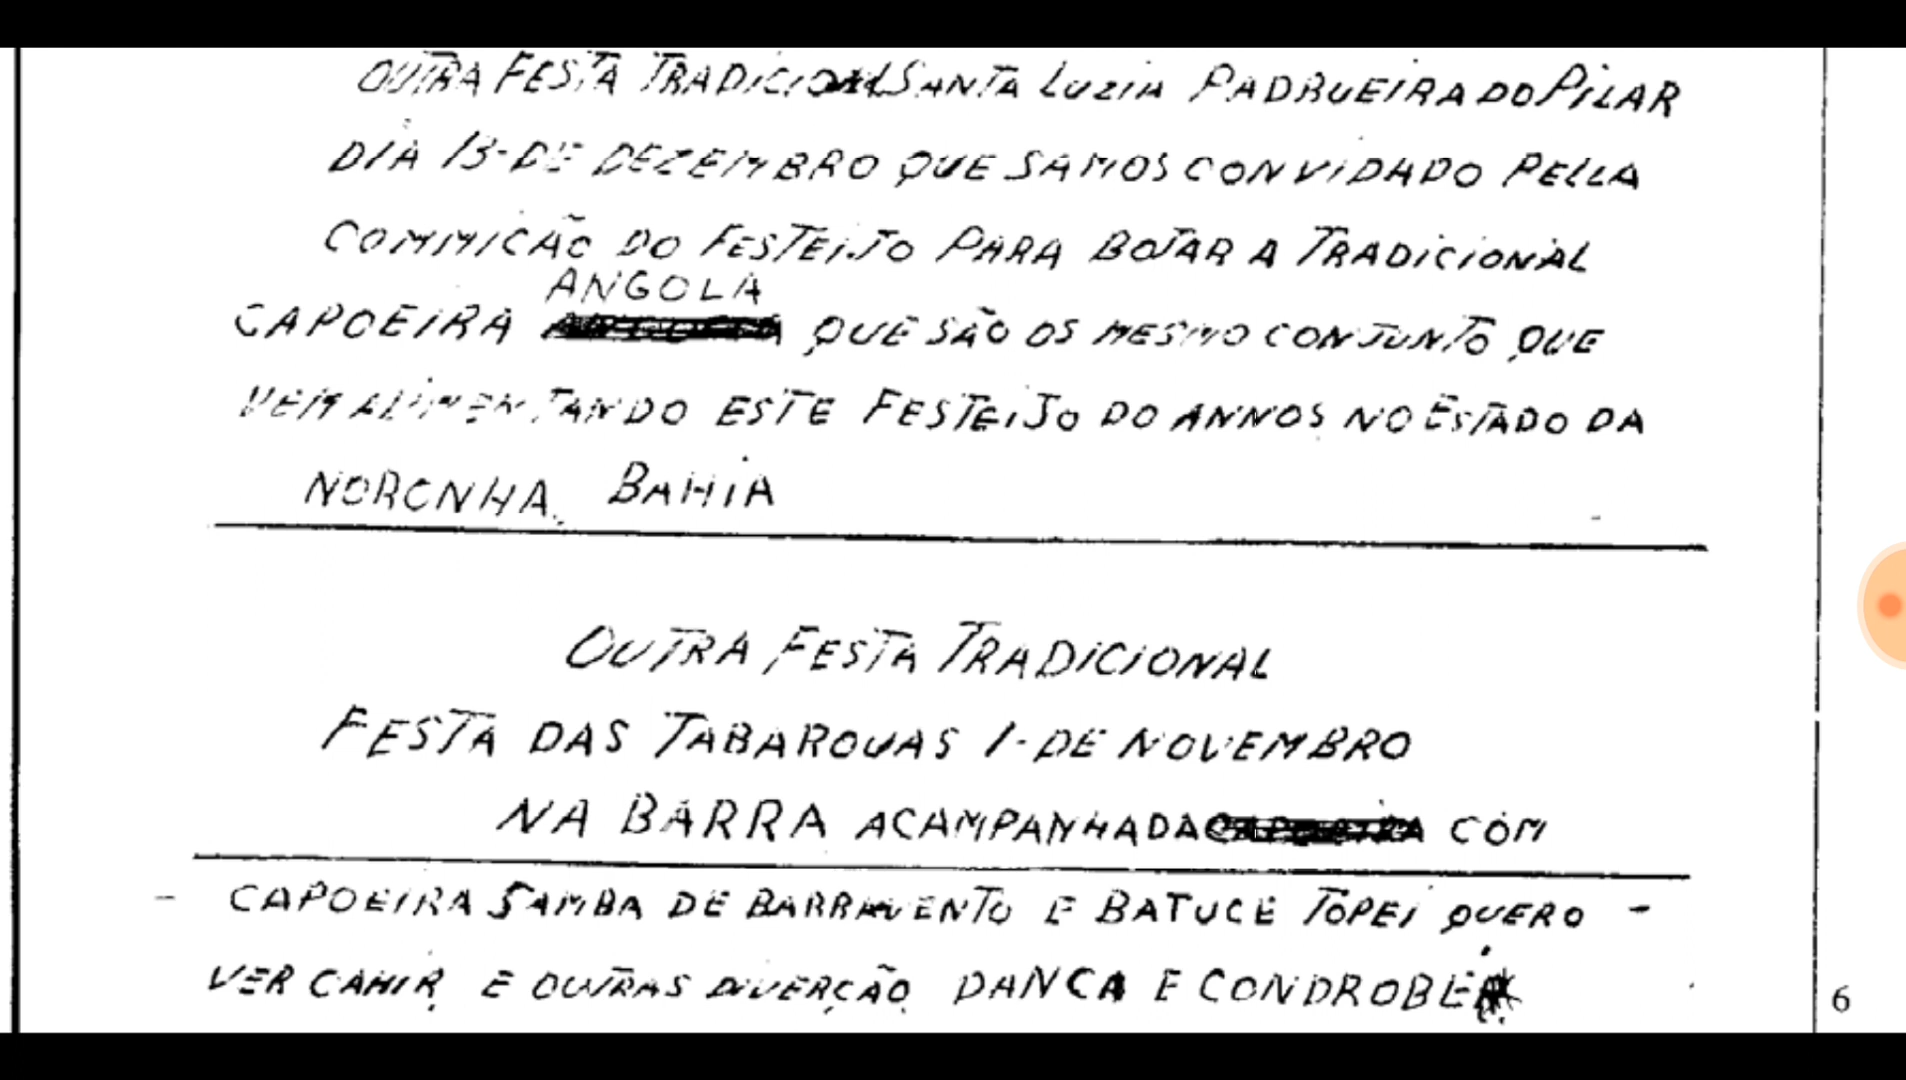 OUTRA FESTA TRADICIONAL SANTA LUZIA PADRUEIRA DO PILAR
DIA 13-DE DEZEMBRO QUE SAMOS CONVIDADO PELLA
COMMICÃO DO FESTEIJO PARA BOTAR A TRADICIONAL
ANGOLA
CAPOEIRA QUE SÃO OS MESMO CONJUNTO QUE
VEM ALIMENTANDO ESTE FESTEIJO DO ANNOS NO ESTADO DA
NORONHA. BAHIA
OUTRA FESTA TRADICIONAL
FESTA DAS TABAROUAS 1-DE NOVEMBRO
NA BARRA ACAMPANHADA COM
- CAPOEIRA SAMBA DE BARRAVENTO E BATUCE TOPEI QUERO -
VER CAHIR E OUTRAS DIVERCÃO DANCA E CONDROBÉ
6